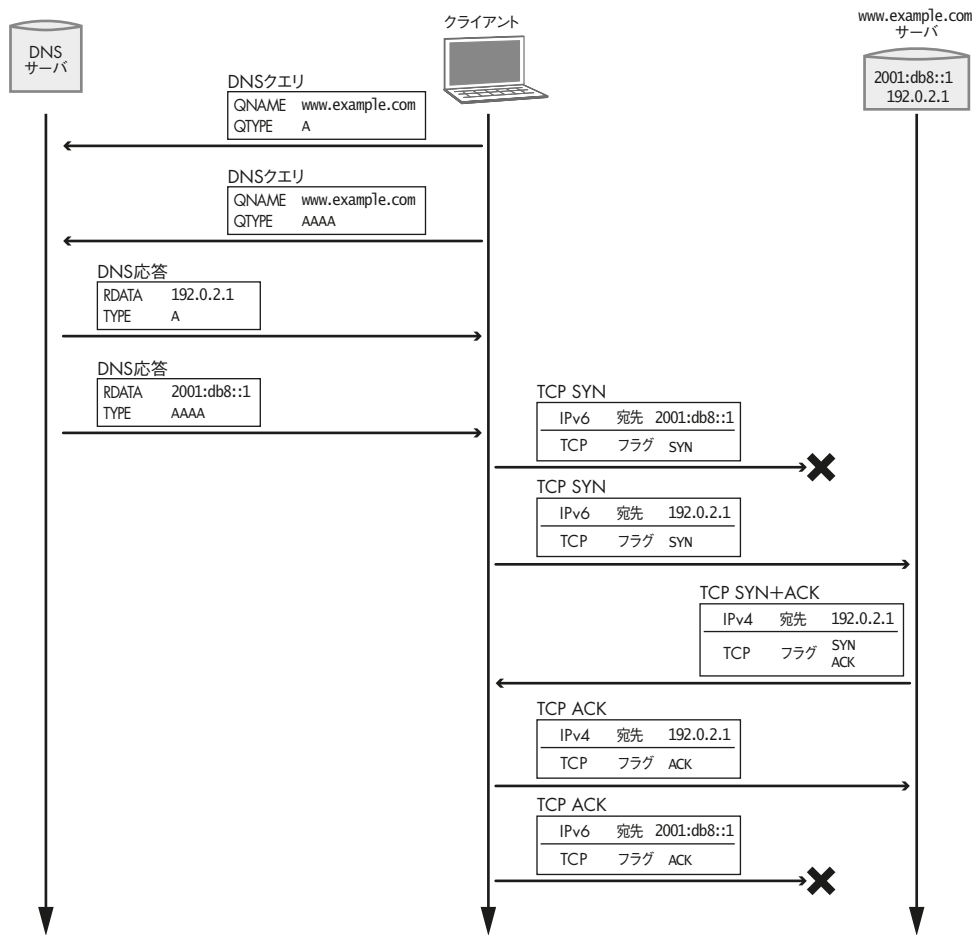 DNS
サーバ
クライアント
www.example.com
サーバ
2001:db8::1
192.0.2.1
DNSクエリ
QNAME www.example.com
QTYPE A
DNSクエリ
QNAME www.example.com
QTYPE AAAA
DNS応答
RDATA 192.0.2.1
TYPE A
DNS応答
RDATA 2001:db8::1
TYPE AAAA
TCP SYN
IPv6 宛先 2001:db8::1
TCP フラグ SYN
TCP SYN
IPv6 宛先 192.0.2.1
TCP フラグ SYN
TCP SYN+ACK
IPv4 宛先 192.0.2.1
TCP フラグ SYN
ACK
TCP ACK
IPv4 宛先 192.0.2.1
TCP フラグ ACK
TCP ACK
IPv6 宛先 2001:db8::1
TCP フラグ ACK